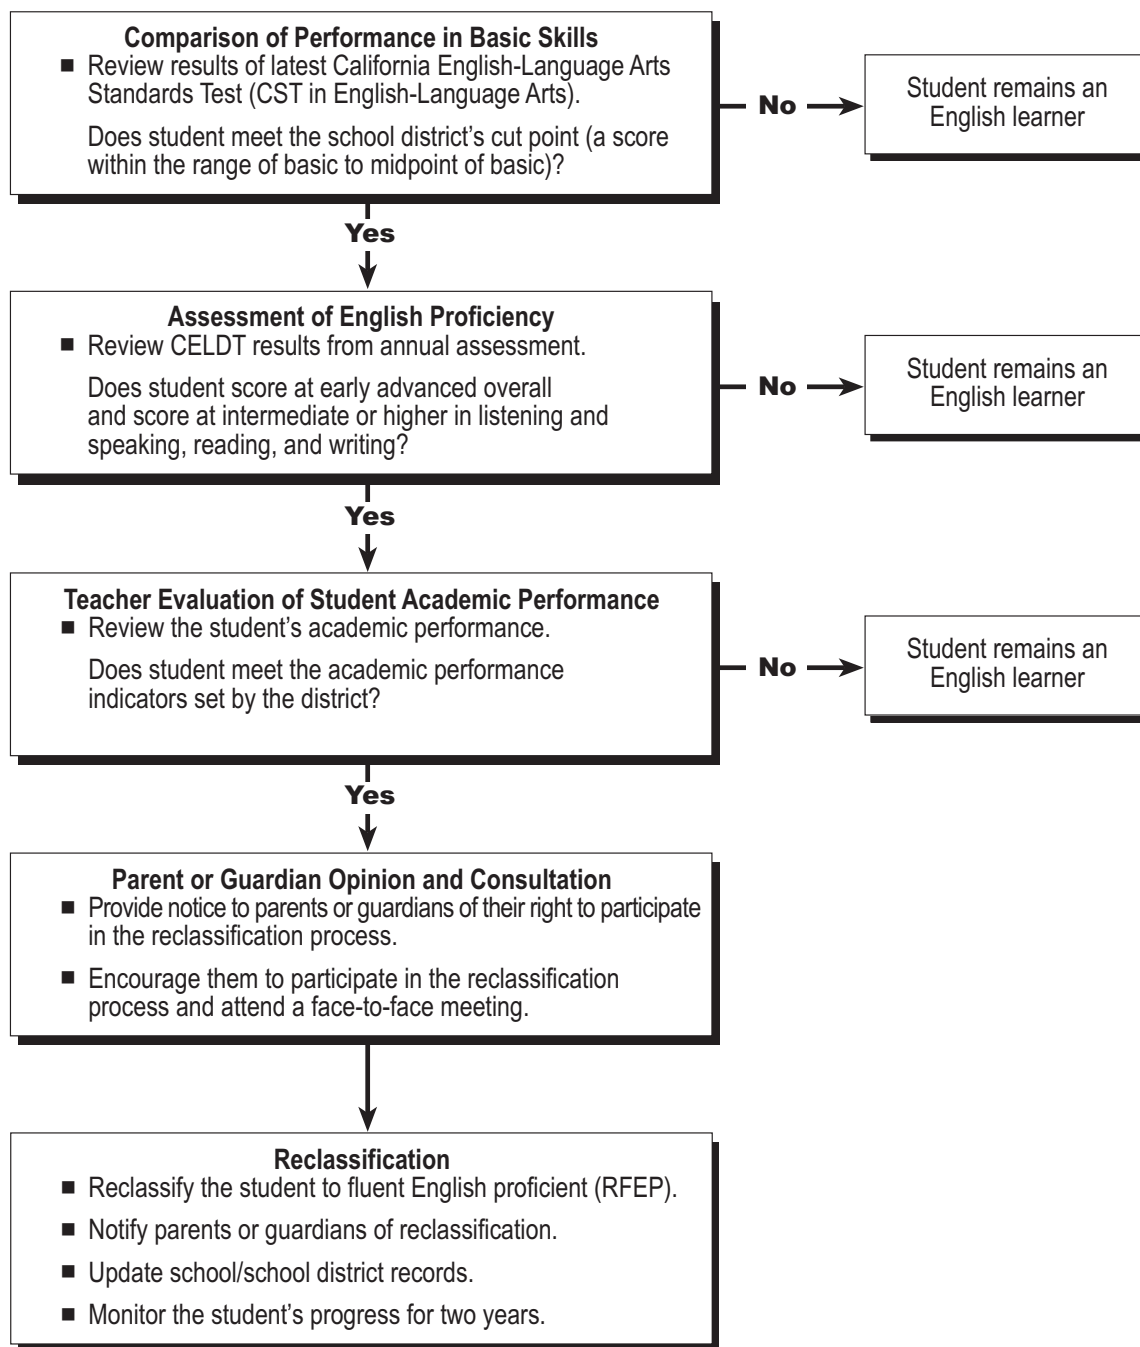 Comparison of Performance in Basic Skills
■ Review results of latest California English-Language Arts
Standards Test (CST in English-Language Arts).
Does student meet the school district’s cut point (a score
within the range of basic to midpoint of basic)?
No
Student remains an
English learner
Yes
Assessment of English Proficiency
■ Review CELDT results from annual assessment.
Does student score at early advanced overall
and score at intermediate or higher in listening and
speaking, reading, and writing?
No
Student remains an
English learner
Yes
Teacher Evaluation of Student Academic Performance
■ Review the student’s academic performance.
Does student meet the academic performance
indicators set by the district?
No
Student remains an
English learner
Yes
Parent or Guardian Opinion and Consultation
■ Provide notice to parents or guardians of their right to participate
in the reclassification process.
■ Encourage them to participate in the reclassification
process and attend a face-to-face meeting.
Reclassification
■ Reclassify the student to fluent English proficient (RFEP).
■ Notify parents or guardians of reclassification.
■ Update school/school district records.
■ Monitor the student’s progress for two years.